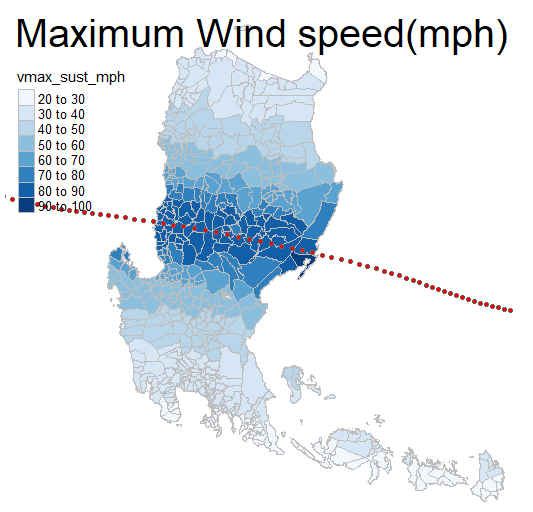 Maximum Wind speed(mph)
vmax_sust_mph
20 to 30
30 to 40
40 to 50
50 to 60
60 to 70
70 to 80
80 to 90
90 to 100